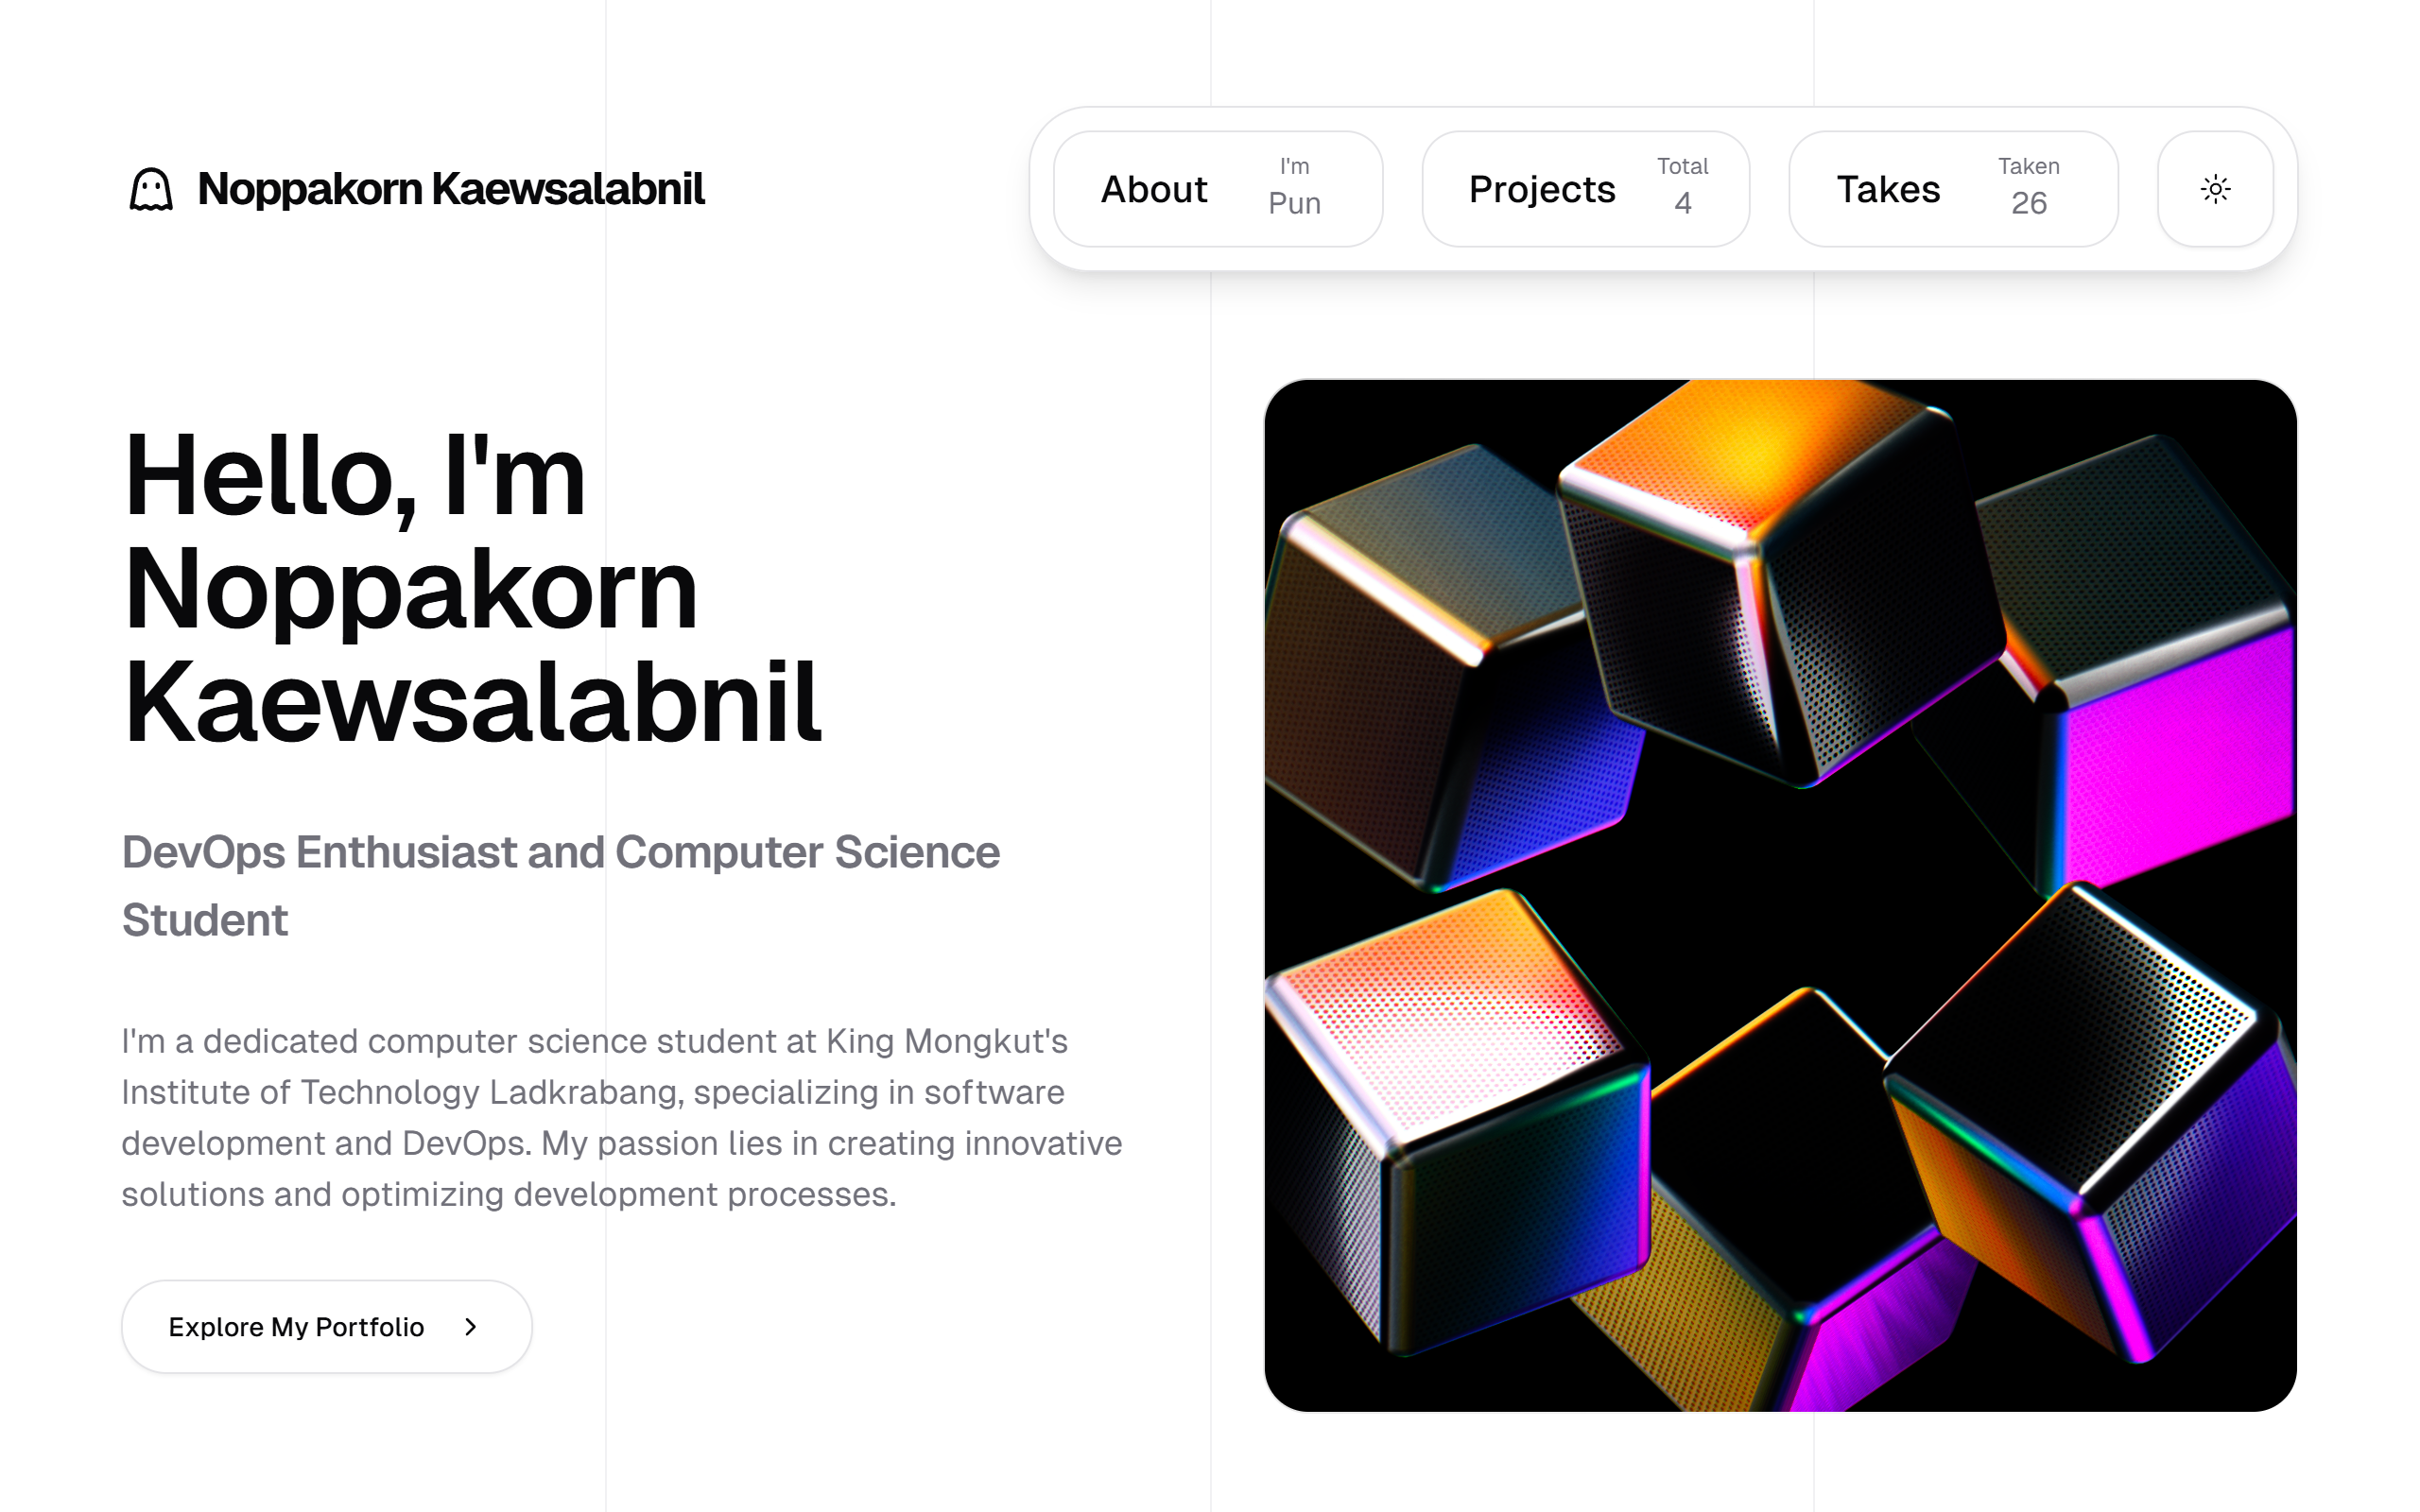 Noppakorn Kaewsalabnil
About
I'm
Pun
Projects
Total
4
Takes
Taken
26
Hello, I'm
Noppakorn
Kaewsalabnil
DevOps Enthusiast and Computer Science
Student
I'm a dedicated computer science student at King Mongkut's
Institute of Technology Ladkrabang, specializing in software
development and DevOps. My passion lies in creating innovative
solutions and optimizing development processes.
Explore My Portfolio